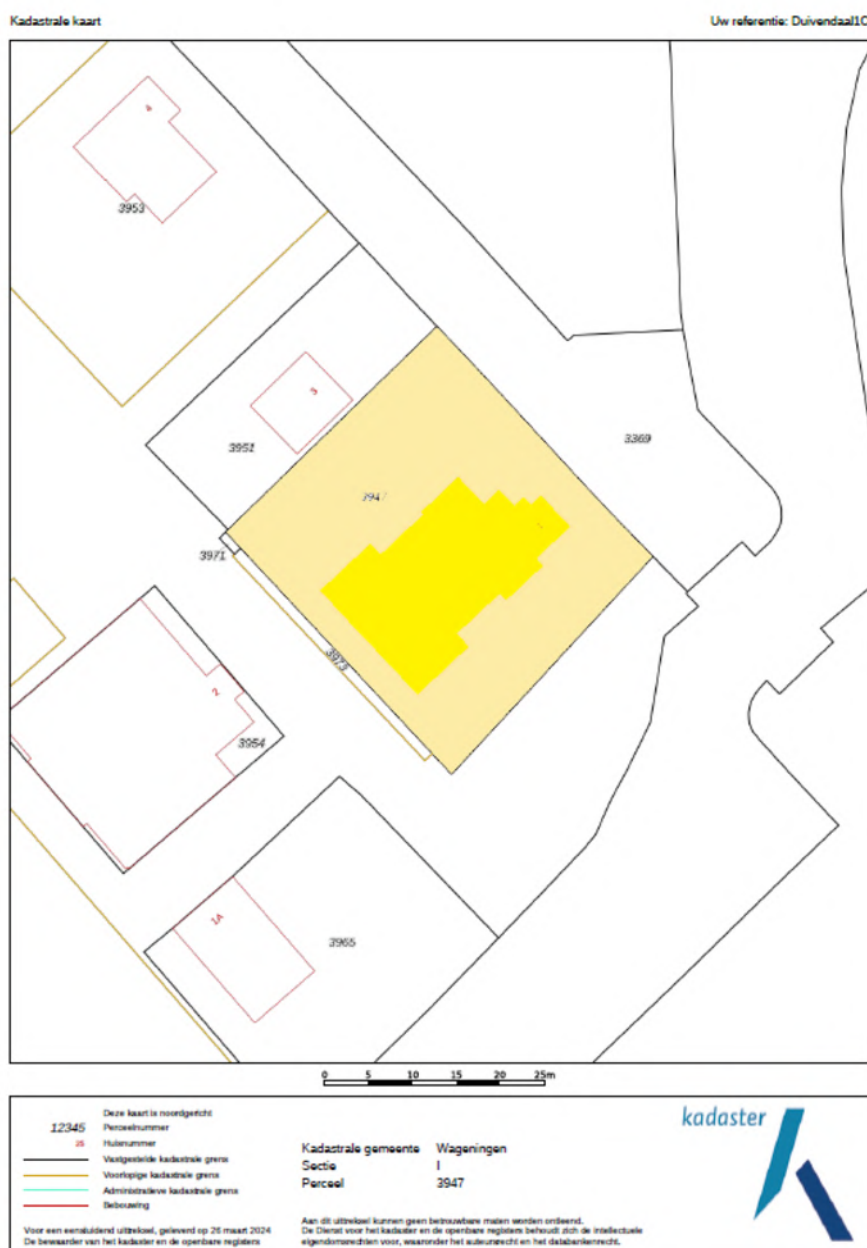 Kadastrale kaart
Uw referentie: Duivendaal1C
4
3953
3
3951
3369
3947
3971
3973
2
3954
1A
3965
0 5 10 15 20 25m
Deze kaart is noordgericht
12345 Perceelnummer
25 Huisnummer
Vastgestelde kadastrale grens
Voorlopige kadastrale grens
Administratieve kadastrale grens
Bebouwing
Voor een eensluidend uittreksel, geleverd op 26 maart 2024
De bewaarder van het kadaster en de openbare registers
Kadastrale gemeente Wageningen
Sectie I
Perceel 3947
Aan dit uittreksel kunnen geen betrouwbare maten worden ontleend.
De Dienst voor het kadaster en de openbare registers behoudt zich de intellectuele
eigendomsrechten voor, waaronder het auteursrecht en het databankenrecht.
kadaster